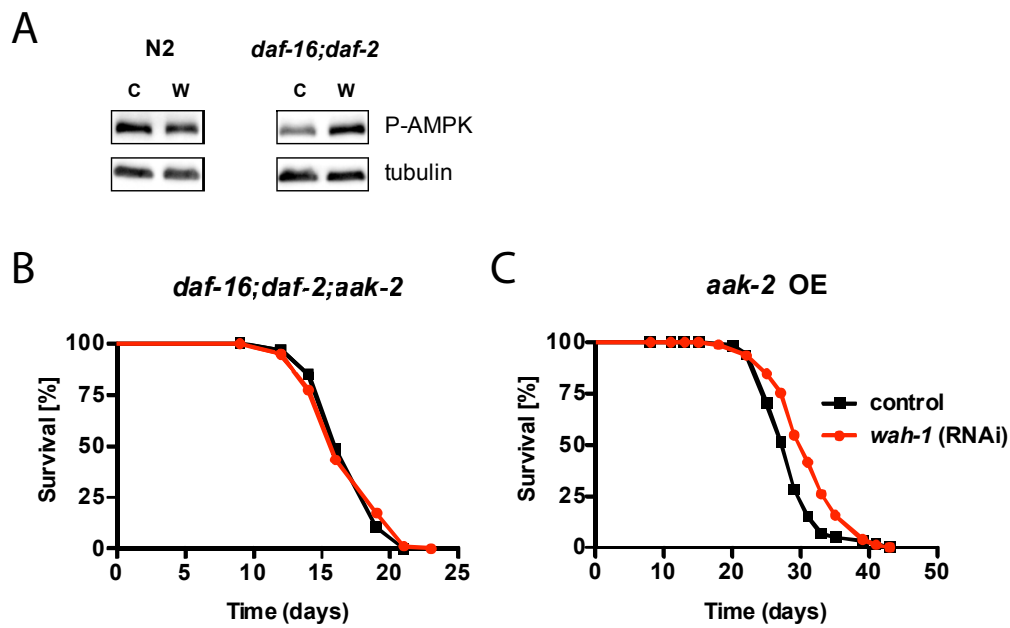 A
N2 daf-16;daf-2
C W C W
P-AMPK
tubulin
B
daf-16;daf-2;aak-2
C
aak-2 OE
Survival [%]
100
75
50
25
0
0 5 10 15 20 25
Time (days)
Survival [%]
100
75
50
25
0
0 10 20 30 40 50
Time (days)
control
wah-1 (RNAi)